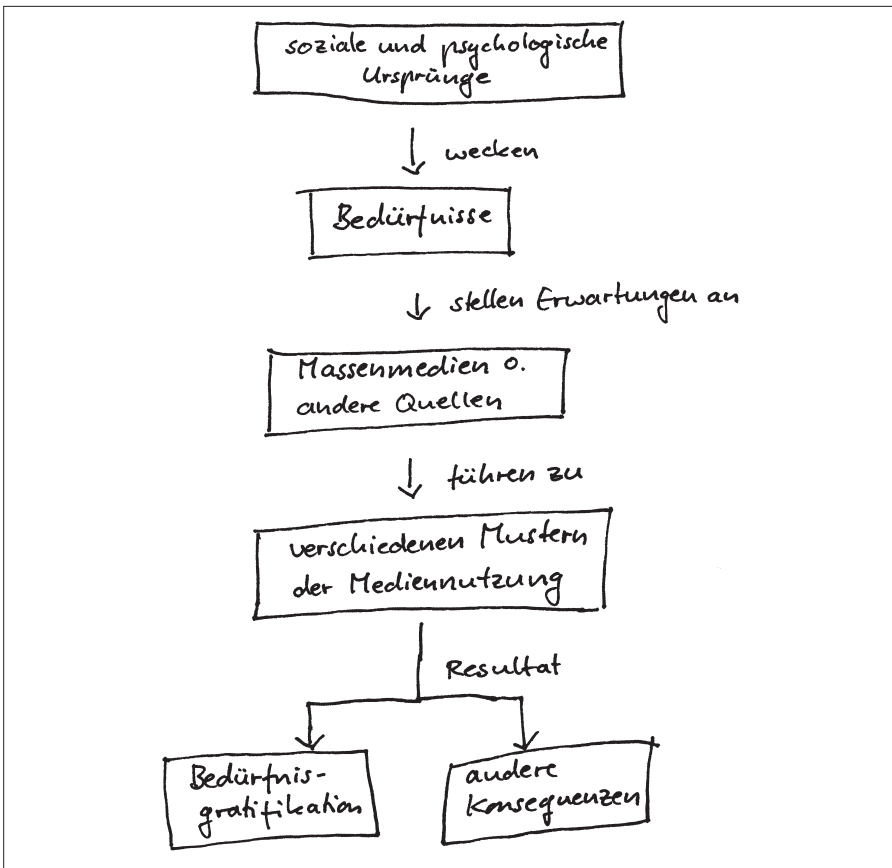 soziale und psychologische
Ursprünge
wecken
Bedürfnisse
stellen Erwartungen an
Massenmedien o.
andere Quellen
führen zu
verschiedenen Mustern
der Mediennutzung
Resultat
Bedürfnis-
gratifikation
andere
Konsequenzen